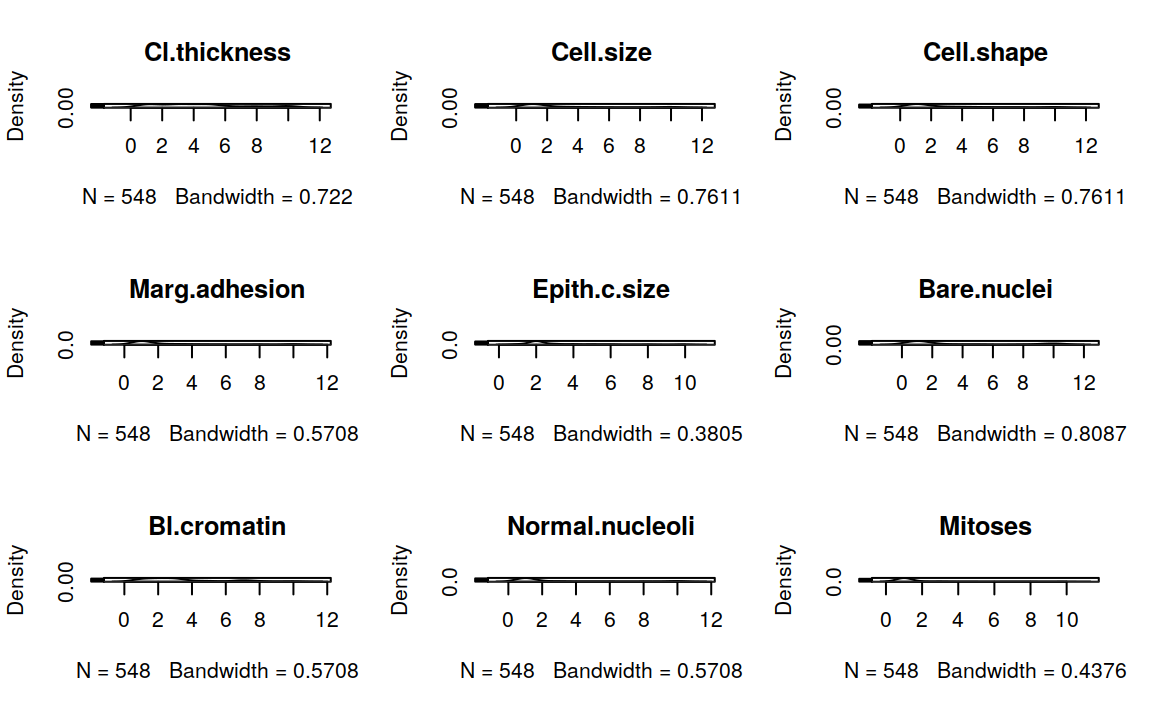 Cl.thickness
Density
0.00
0 2 4 6 8 12
N = 548 Bandwidth = 0.722
Cell.size
Density
0.00
0 2 4 6 8 12
N = 548 Bandwidth = 0.7611
Cell.shape
Density
0.00
0 2 4 6 8 12
N = 548 Bandwidth = 0.7611
Marg.adhesion
Density
0.0
0 2 4 6 8 12
N = 548 Bandwidth = 0.5708
Epith.c.size
Density
0.0
0 2 4 6 8 10
N = 548 Bandwidth = 0.3805
Bare.nuclei
Density
0.00
0 2 4 6 8 12
N = 548 Bandwidth = 0.8087
Bl.cromatin
Density
0.00
0 2 4 6 8 12
N = 548 Bandwidth = 0.5708
Normal.nucleoli
Density
0.0
0 2 4 6 8 12
N = 548 Bandwidth = 0.5708
Mitoses
Density
0.0
0 2 4 6 8 10
N = 548 Bandwidth = 0.4376